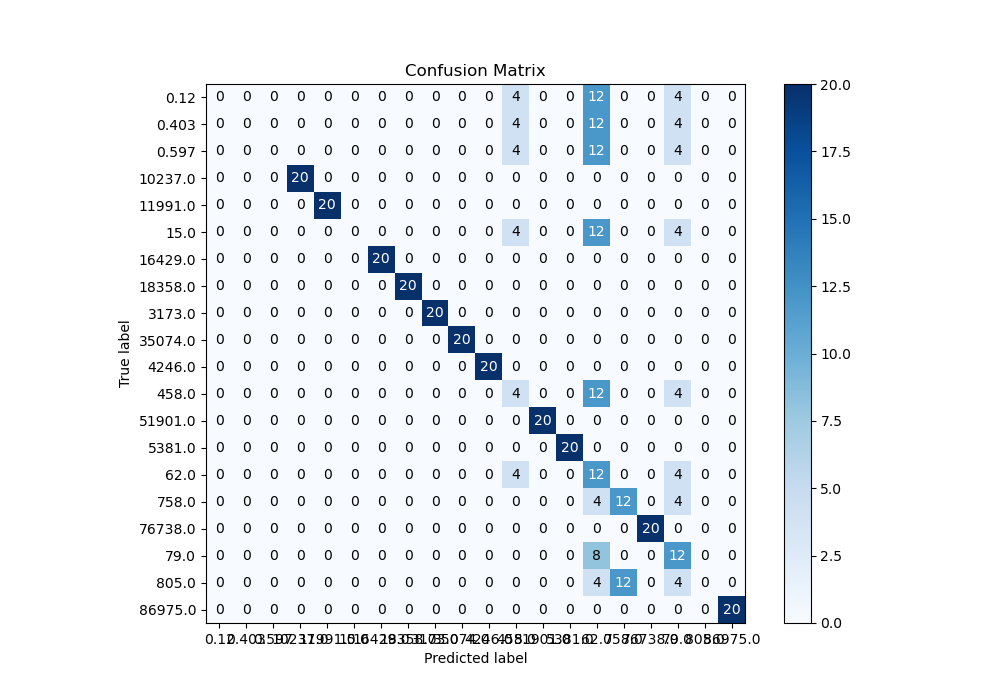 Confusion Matrix
0.12 0 0 0 0 0 0 0 0 0 0 0 4 0 0 12 0 0 4 0 0 20.0
0.403 0 0 0 0 0 0 0 0 0 0 0 4 0 0 12 0 0 4 0 0
0.597 0 0 0 0 0 0 0 0 0 0 0 4 0 0 12 0 0 4 0 0 17.5
10237.0 0 0 0 20 0 0 0 0 0 0 0 0 0 0 0 0 0 0 0 0
11991.0 0 0 0 0 20 0 0 0 0 0 0 0 0 0 0 0 0 0 0 0 15.0
15.0 0 0 0 0 0 0 0 0 0 0 0 4 0 0 12 0 0 4 0 0
16429.0 0 0 0 0 0 0 20 0 0 0 0 0 0 0 0 0 0 0 0 0
18358.0 0 0 0 0 0 0 0 20 0 0 0 0 0 0 0 0 0 0 0 0 12.5
3173.0 0 0 0 0 0 0 0 0 20 0 0 0 0 0 0 0 0 0 0 0
35074.0 0 0 0 0 0 0 0 0 0 20 0 0 0 0 0 0 0 0 0 0 10.0
4246.0 0 0 0 0 0 0 0 0 0 0 20 0 0 0 0 0 0 0 0 0
458.0 0 0 0 0 0 0 0 0 0 0 0 4 0 0 12 0 0 4 0 0
51901.0 0 0 0 0 0 0 0 0 0 0 0 0 20 0 0 0 0 0 0 0 7.5
5381.0 0 0 0 0 0 0 0 0 0 0 0 0 0 20 0 0 0 0 0 0
62.0 0 0 0 0 0 0 0 0 0 0 0 4 0 0 12 0 0 4 0 0 5.0
758.0 0 0 0 0 0 0 0 0 0 0 0 0 0 0 4 12 0 4 0 0
76738.0 0 0 0 0 0 0 0 0 0 0 0 0 0 0 0 0 20 0 0 0
79.0 0 0 0 0 0 0 0 0 0 0 0 0 0 0 8 0 0 12 0 0 2.5
805.0 0 0 0 0 0 0 0 0 0 0 0 0 0 0 4 12 0 4 0 0
86975.0 0 0 0 0 0 0 0 0 0 0 0 0 0 0 0 0 0 0 0 20 0.0
True label
Predicted label